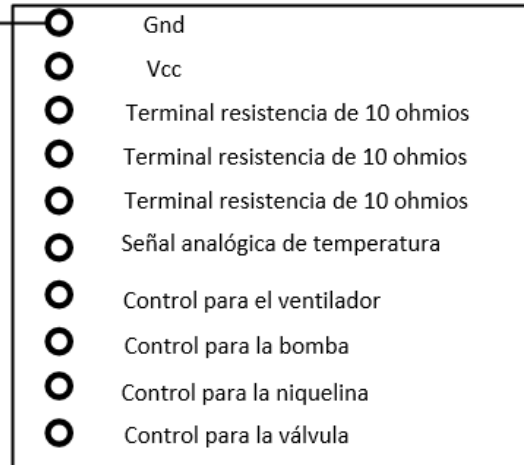 Gnd
Vcc
Terminal resistencia de 10 ohmios
Terminal resistencia de 10 ohmios
Terminal resistencia de 10 ohmios
Señal analógica de temperatura
Control para el ventilador
Control para la bomba
Control para la niquelina
Control para la válvula